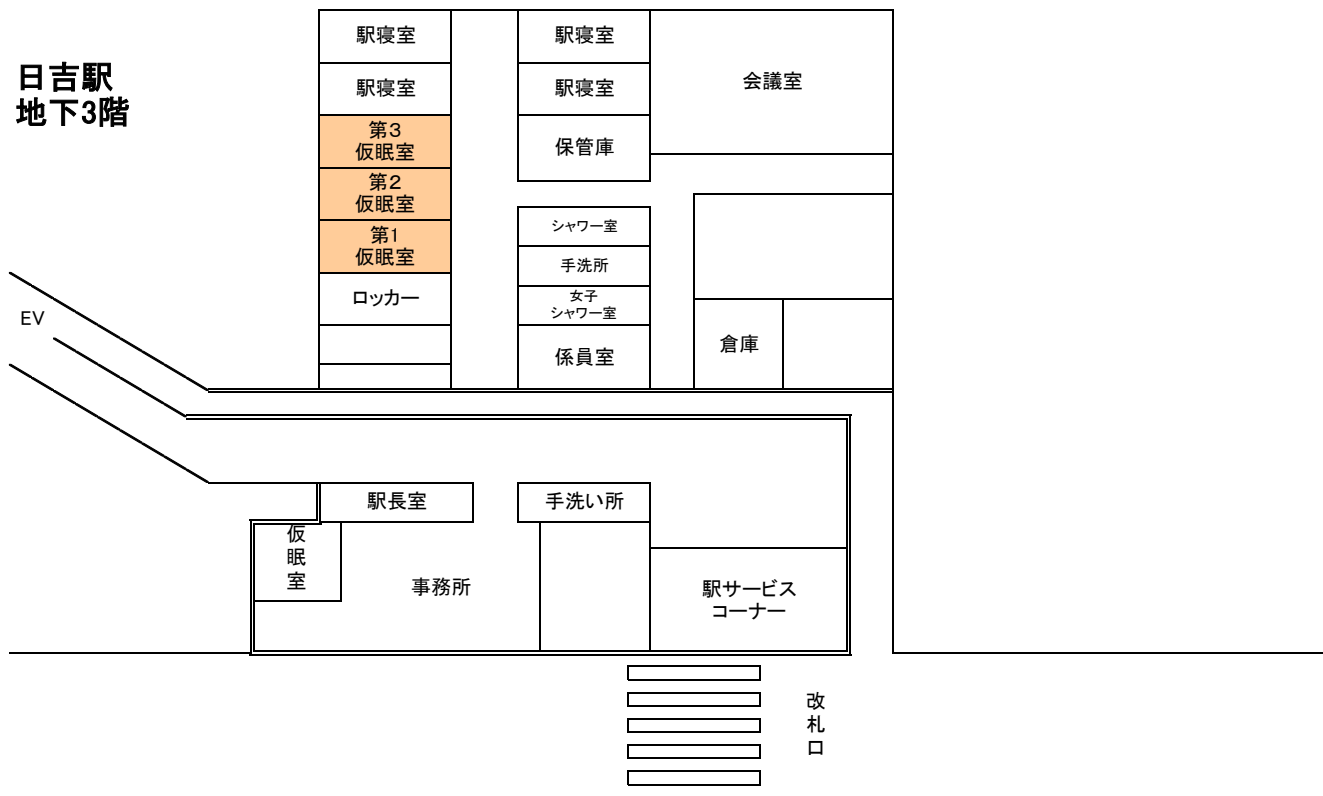 日吉駅
地下3階
駅寝室
駅寝室
会議室
駅寝室
駅寝室
第3
仮眠室
保管庫
第2
仮眠室
シャワー室
第1
仮眠室
手洗所
ロッカー
女子
シャワー室
EV
係員室
倉庫
駅長室
手洗い所
仮
眠
室
事務所
駅サービス
コーナー
改
札
口